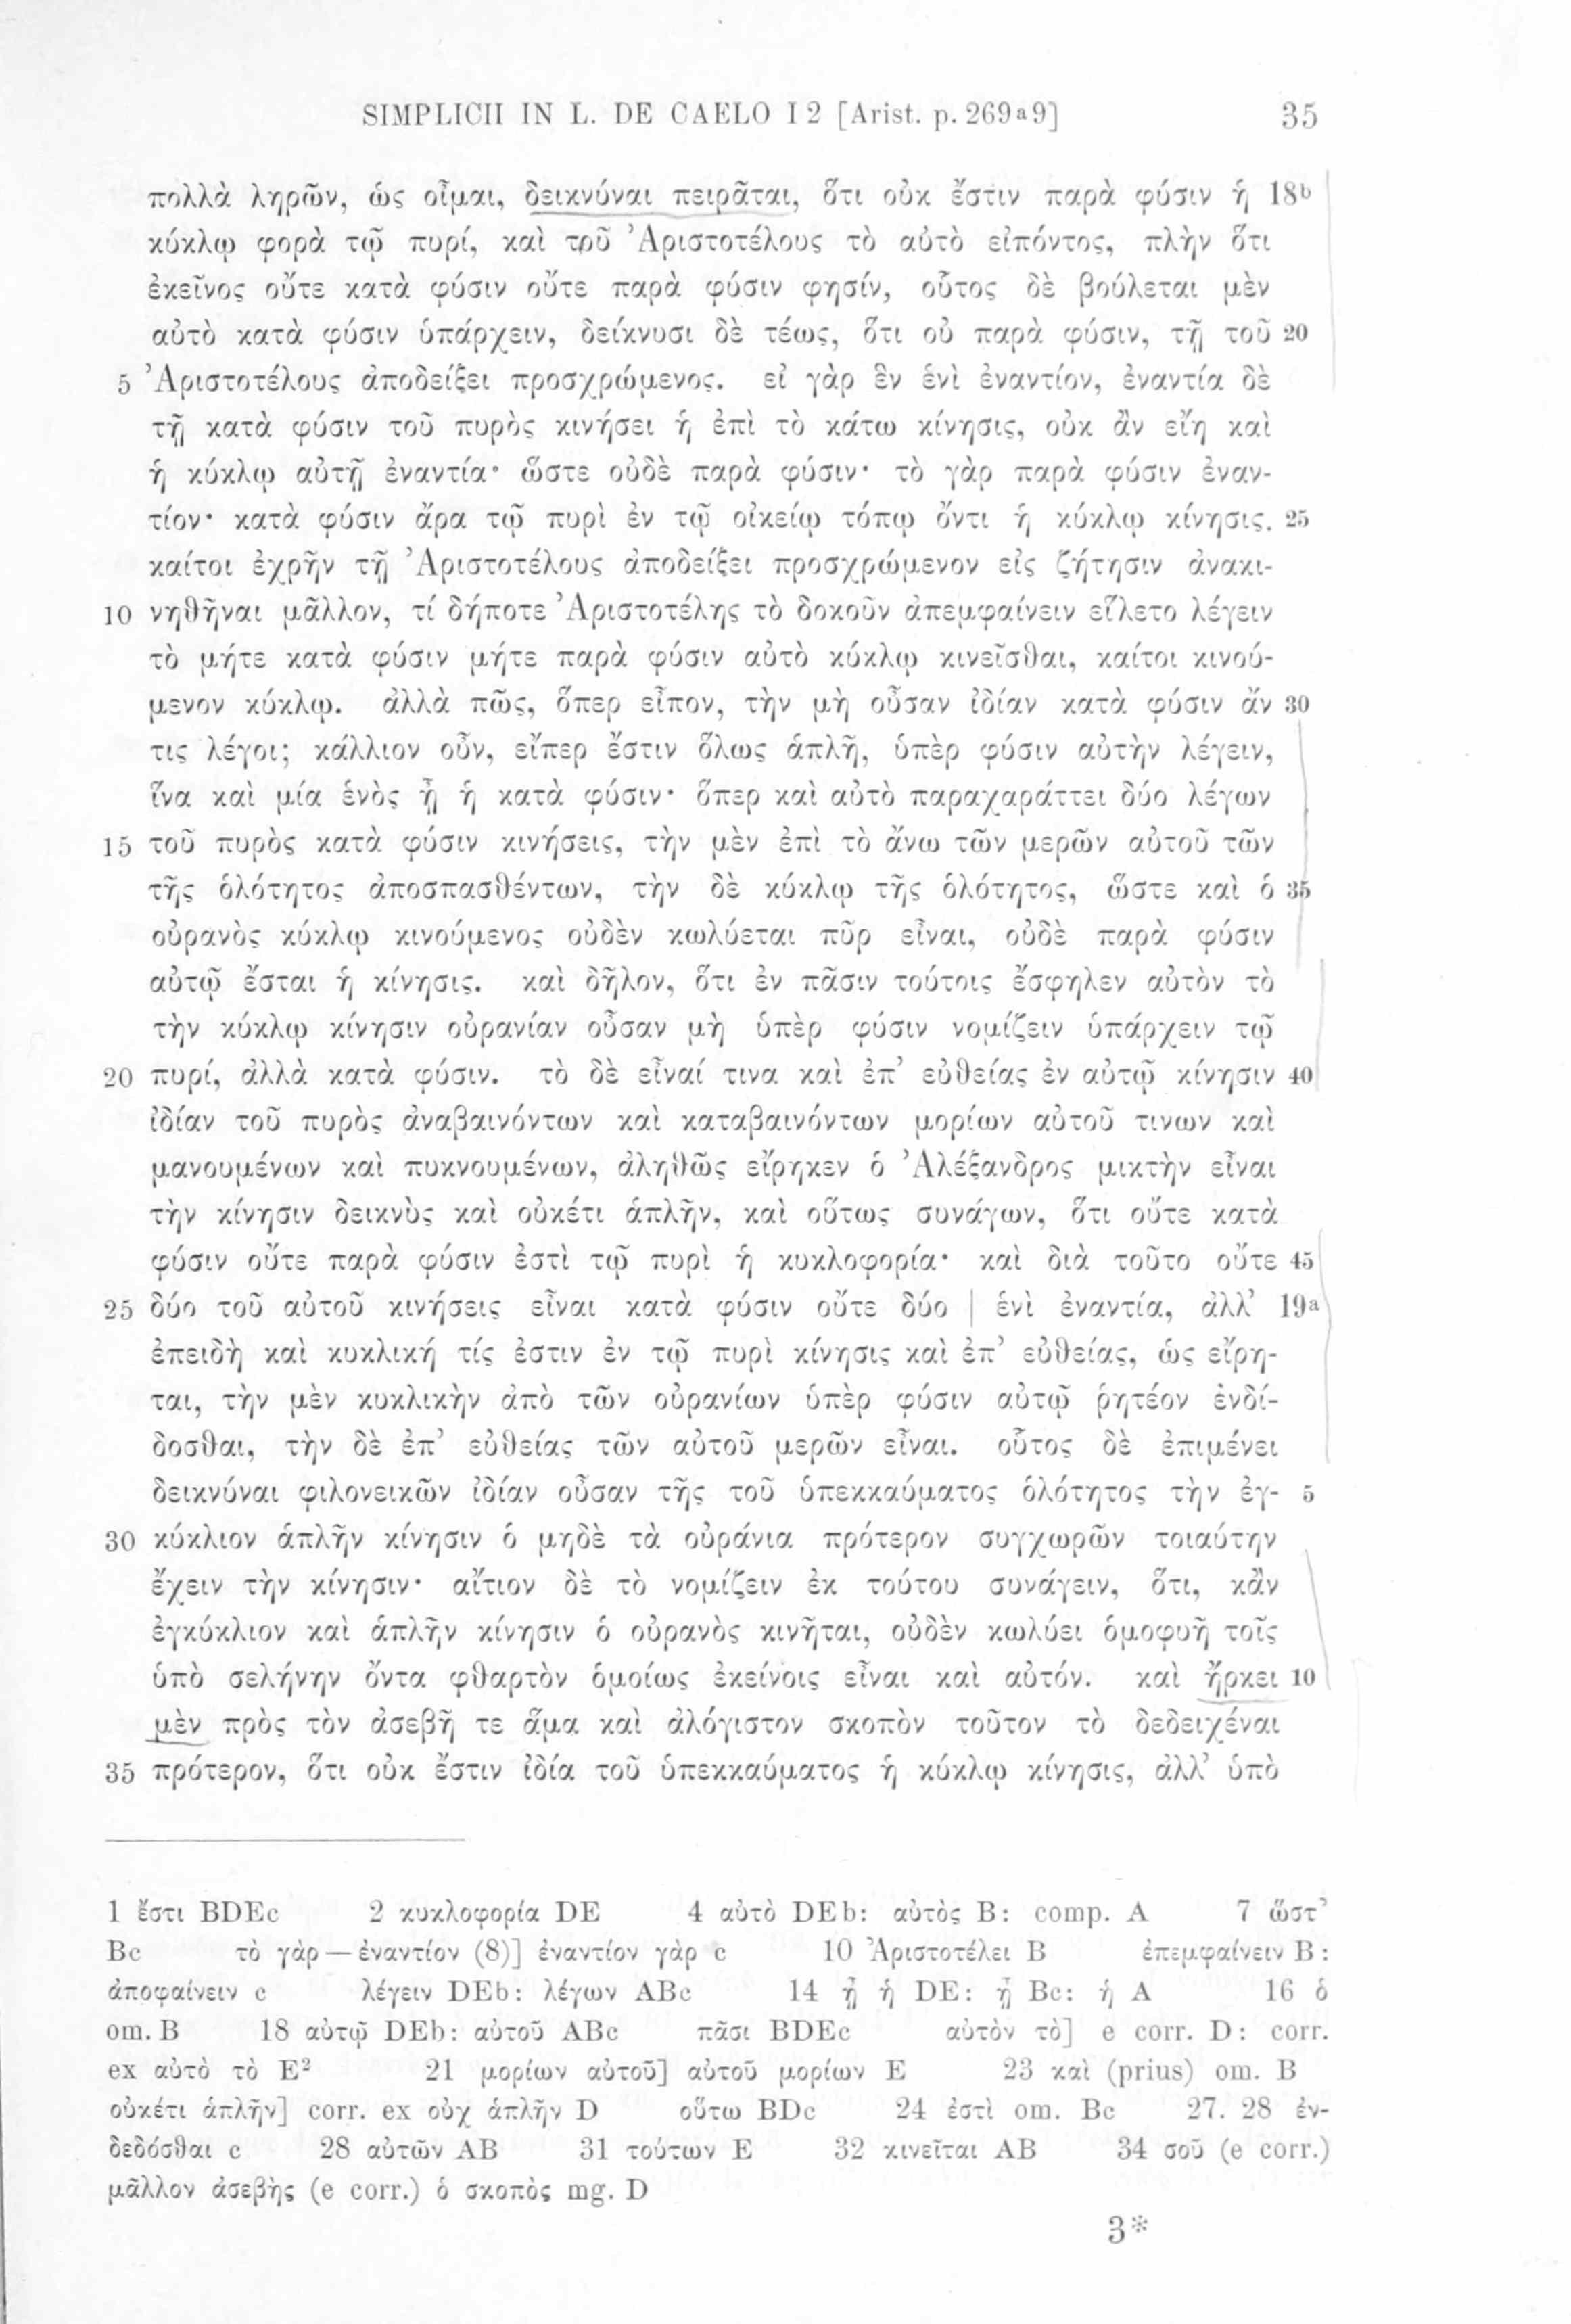 SIMPLICII IN L. DE CAELO I 2 [Arist. p. 269a9] 35
πολλὰ ληρῶν, ὡς οἶμαι, δεικνύναι πειρᾶται, ὅτι οὐκ ἔστιν παρὰ φύσιν ἡ 18b
κύκλῳ φορὰ τῷ πυρί, καὶ τοῦ Ἀριστοτέλους τὸ αὐτὸ εἰπόντος, πλὴν ὅτι
ἐκεῖνος οὔτε κατὰ φύσιν οὔτε παρὰ φύσιν φησίν, οὗτος δὲ βούλεται μὲν
αὐτὸ κατὰ φύσιν ὑπάρχειν, δείκνυσι δὲ τέως, ὅτι οὐ παρὰ φύσιν, τῇ τοῦ 20
5 Ἀριστοτέλους ἀποδείξει προσχρώμενος. εἰ γὰρ ἓν ἑνὶ ἐναντίον, ἐναντία δὲ
τῇ κατὰ φύσιν τοῦ πυρὸς κινήσει ἡ ἐπὶ τὸ κάτω κίνησις, οὐκ ἂν εἴη καὶ
ἡ κύκλῳ αὐτῇ ἐναντία· ὥστε οὐδὲ παρὰ φύσιν· τὸ γὰρ παρὰ φύσιν ἐναν-
τίον· κατὰ φύσιν ἄρα τῷ πυρὶ ἐν τῷ οἰκείῳ τόπῳ ὄντι ἡ κύκλῳ κίνησις. 25
καίτοι ἐχρῆν τῇ Ἀριστοτέλους ἀποδείξει προσχρώμενον εἰς ζήτησιν ἀνακι-
10 νηθῆναι μᾶλλον, τί δήποτε Ἀριστοτέλης τὸ δοκοῦν ἀπεμφαίνειν εἵλετο λέγειν
τὸ μήτε κατὰ φύσιν μήτε παρὰ φύσιν αὐτὸ κύκλῳ κινεῖσθαι, καίτοι κινού-
μενον κύκλῳ. ἀλλὰ πῶς, ὅπερ εἶπον, τὴν μὴ οὖσαν ἰδίαν κατὰ φύσιν ἄν 30
τις λέγοι; κάλλιον οὖν, εἴπερ ἔστιν ὅλως ἁπλῆ, ὑπὲρ φύσιν αὐτὴν λέγειν,
ἵνα καὶ μία ἑνὸς ᾖ ἡ κατὰ φύσιν· ὅπερ καὶ αὐτὸ παραχαράττει δύο λέγων
15 τοῦ πυρὸς κατὰ φύσιν κινήσεις, τὴν μὲν ἐπὶ τὸ ἄνω τῶν μερῶν αὐτοῦ τῶν
τῆς ὁλότητος ἀποσπασθέντων, τὴν δὲ κύκλῳ τῆς ὁλότητος, ὥστε καὶ ὁ 35
οὐρανὸς κύκλῳ κινούμενος οὐδὲν κωλύεται πῦρ εἶναι, οὐδὲ παρὰ φύσιν
αὐτῷ ἔσται ἡ κίνησις. καὶ δῆλον, ὅτι ἐν πᾶσιν τούτοις ἔσφηλεν αὐτὸν τὸ
τὴν κύκλῳ κίνησιν οὐρανίαν οὖσαν μὴ ὑπὲρ φύσιν νομίζειν ὑπάρχειν τῷ
20 πυρί, ἀλλὰ κατὰ φύσιν. τὸ δὲ εἶναί τινα καὶ ἐπ’ εὐθείας ἐν αὐτῷ κίνησιν 40
ἰδίαν τοῦ πυρὸς ἀναβαινόντων καὶ καταβαινόντων μορίων αὐτοῦ τινων καὶ
μανουμένων καὶ πυκνουμένων, ἀληθῶς εἴρηκεν ὁ Ἀλέξανδρος μικτὴν εἶναι
τὴν κίνησιν δεικνὺς καὶ οὐκέτι ἁπλῆν, καὶ οὕτως συνάγων, ὅτι οὔτε κατὰ
φύσιν οὔτε παρὰ φύσιν ἐστὶ τῷ πυρὶ ἡ κυκλοφορία· καὶ διὰ τοῦτο οὔτε 45
25 δύο τοῦ αὐτοῦ κινήσεις εἶναι κατὰ φύσιν οὔτε δύο | ἑνὶ ἐναντία, ἀλλ’ 19a
ἐπειδὴ καὶ κυκλική τίς ἐστιν ἐν τῷ πυρὶ κίνησις καὶ ἐπ’ εὐθείας, ὡς εἴρη-
ται, τὴν μὲν κυκλικὴν ἀπὸ τῶν οὐρανίων ὑπὲρ φύσιν αὐτῷ ῥητέον ἐνδί-
δοσθαι, τὴν δὲ ἐπ’ εὐθείας τῶν αὐτοῦ μερῶν εἶναι. οὗτος δὲ ἐπιμένει
δεικνύναι φιλονεικῶν ἰδίαν οὖσαν τῆς τοῦ ὑπεκκαύματος ὁλότητος τὴν ἐγ- 5
30 κύκλιον ἁπλῆν κίνησιν ὁ μηδὲ τὰ οὐράνια πρότερον συγχωρῶν τοιαύτην
ἔχειν τὴν κίνησιν· αἴτιον δὲ τὸ νομίζειν ἐκ τούτου συνάγειν, ὅτι, κἂν
ἐγκύκλιον καὶ ἁπλῆν κίνησιν ὁ οὐρανὸς κινῆται, οὐδὲν κωλύει ὁμοφυῆ τοῖς
ὑπὸ σελήνην ὄντα φθαρτὸν ὁμοίως ἐκείνοις εἶναι καὶ αὐτόν. καὶ ἤρκει 10
μὲν πρὸς τὸν ἀσεβῆ τε ἅμα καὶ ἀλόγιστον σκοπὸν τοῦτον τὸ δεδειχέναι
35 πρότερον, ὅτι οὐκ ἔστιν ἰδία τοῦ ὑπεκκαύματος ἡ κύκλῳ κίνησις, ἀλλ’ ὑπὸ
1 ἔστι BDEc 2 κυκλοφορία DE 4 αὐτὸ DEb: αὐτὸς B: comp. A 7 ὥστ’
Bc τὸ γὰρ — ἐναντίον (8)] ἐναντίον γὰρ c 10 Ἀριστοτέλει B ἐπεμφαίνειν B:
ἀποφαίνειν c λέγειν DEb: λέγων ABc 14 ᾖ ἡ DE: ᾖ Bc: ἡ A 16 ὁ
om. B 18 αὐτῷ DEb: αὐτοῦ ABc πᾶσι BDEc αὐτὸν τὸ] e corr. D: corr.
ex αὐτὸ τὸ E² 21 μορίων αὐτοῦ] αὐτοῦ μορίων E 23 καὶ (prius) om. B
οὐκέτι ἁπλῆν] corr. ex οὐχ ἁπλῆν D οὕτω BDc 24 ἐστὶ om. Bc 27. 28 ἐν-
δεδόσθαι c 28 αὐτῶν AB 31 τούτων E 32 κινεῖται AB 34 σοῦ (e corr.)
μᾶλλον ἀσεβὴς (e corr.) ὁ σκοπὸς mg. D
3*